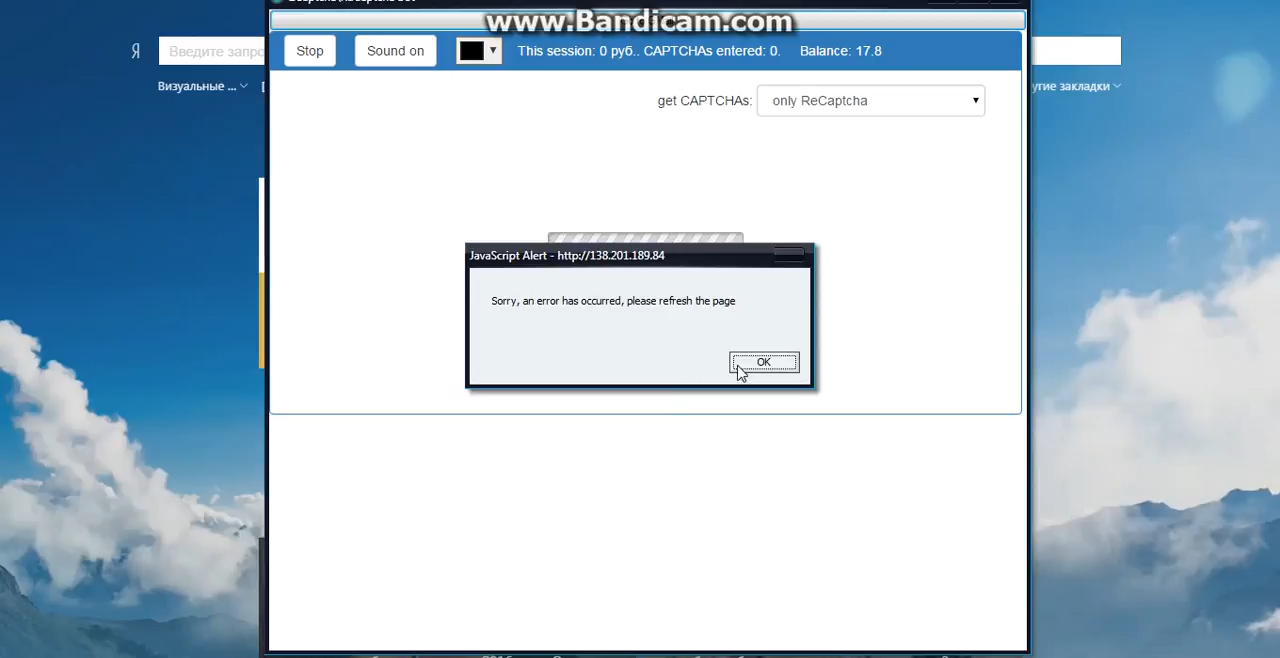 www.Bandicam.com
Я
Введите запро
Stop
Sound on
This session: 0 руб.. CAPTCHAs entered: 0.
Balance: 17.8
Визуальные ...
угие закладки
get CAPTCHAs:
only ReCaptcha
JavaScript Alert - http://138.201.189.84
Sorry, an error has occurred, please refresh the page
OK